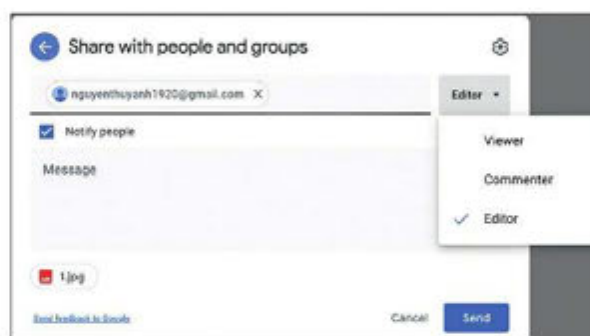 Share with people and groups
nguyenthuyanh1920@gmail.com X
Editor
Notify people
Viewer
Message
Commenter
Editor
1.jpg
Send feedback to Google
Cancel
Send